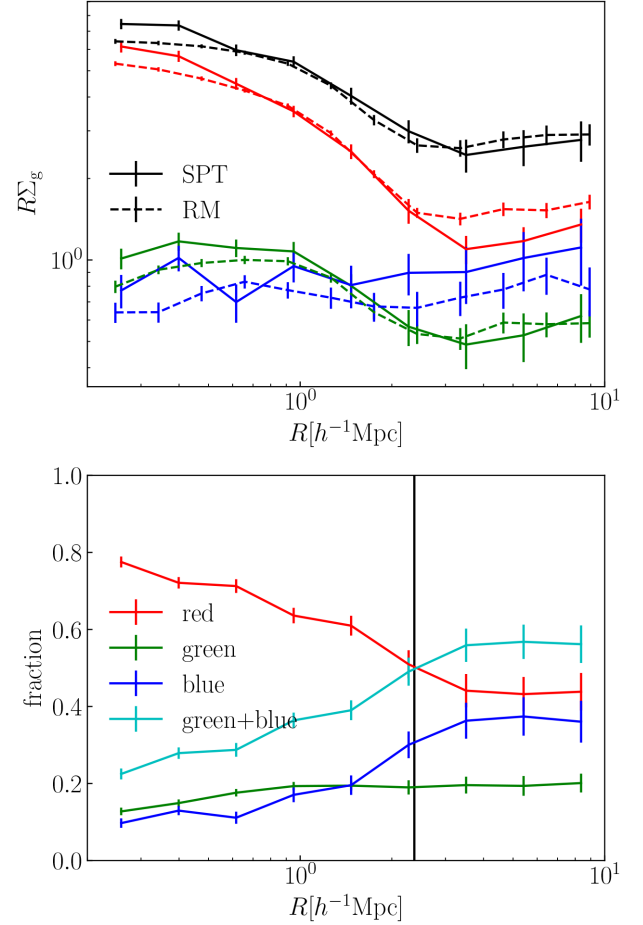 RΣg
10⁰
SPT
RM
10⁰
10¹
R[h⁻¹Mpc]
fraction
1.0
0.8
0.6
0.4
0.2
0.0
red
green
blue
green+blue
10⁰
10¹
R[h⁻¹Mpc]